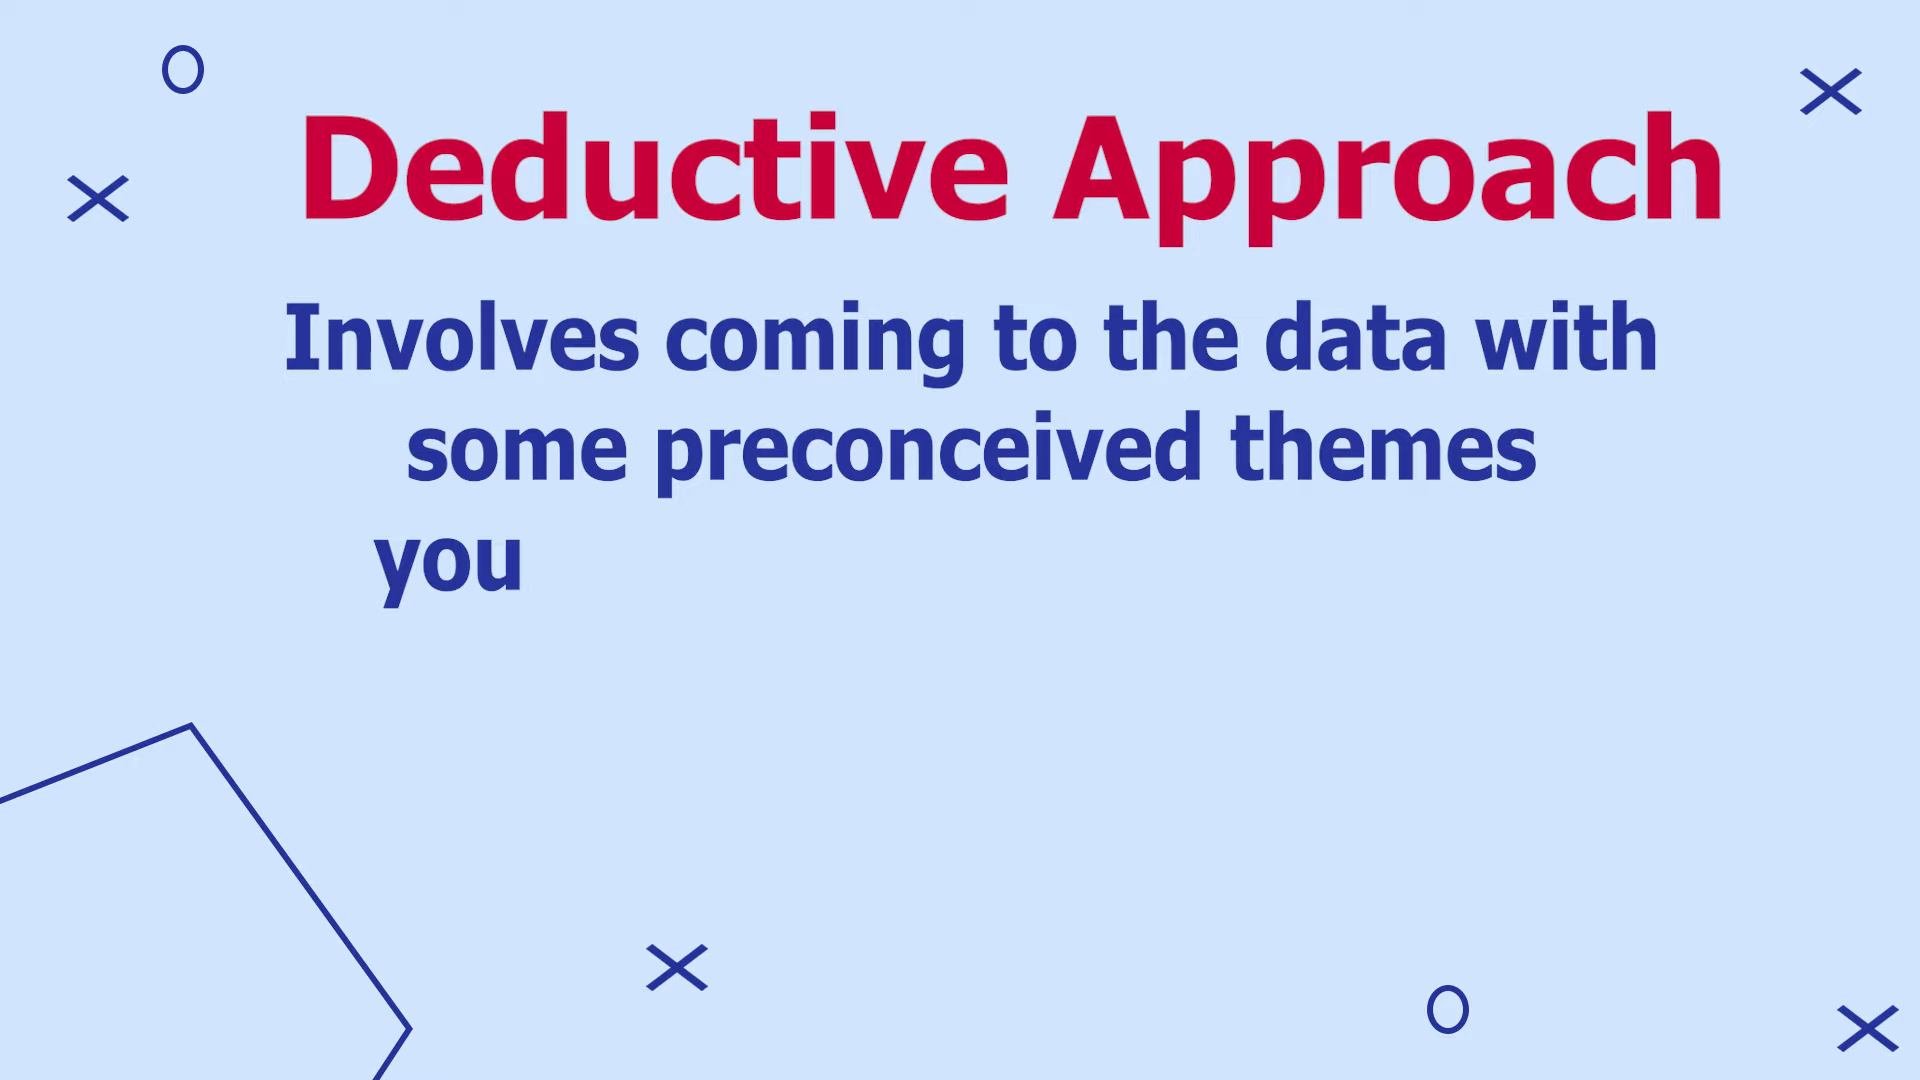 Deductive Approach
Involves coming to the data with
some preconceived themes
you